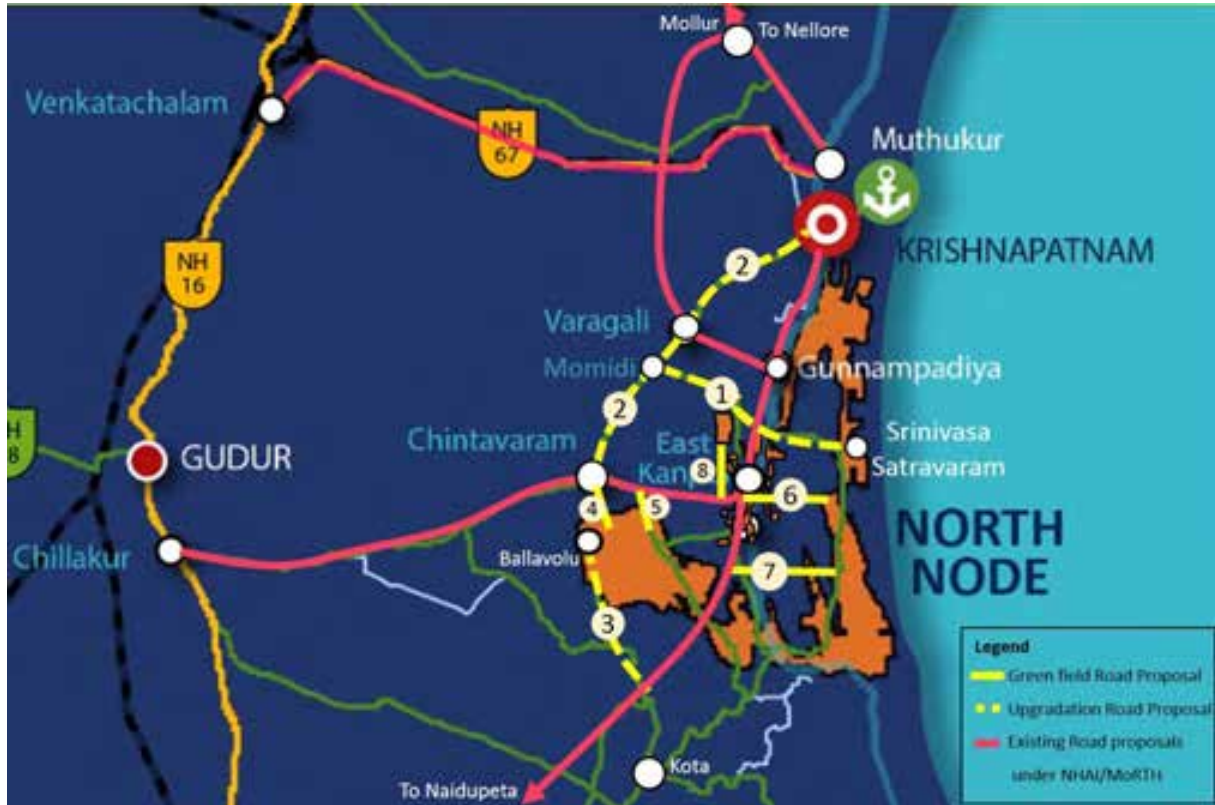 Mollur
To Nellore
Venkatachalam
NH
67
Muthukur
KRISHNAPATNAM
NH
16
2
Varagali
Momidi
Gunnampadiya
1
2
Chintavaram
East
Srinivasa
Satravaram
GUDUR
H
8
8
6
4
5
NORTH
NODE
Chillakur
Ballavolu
7
3
Legend
Green field Road Proposal
Upgradation Road Proposal
Existing Road proposals
under NHAI/MoRTH
Kota
To Naidupeta